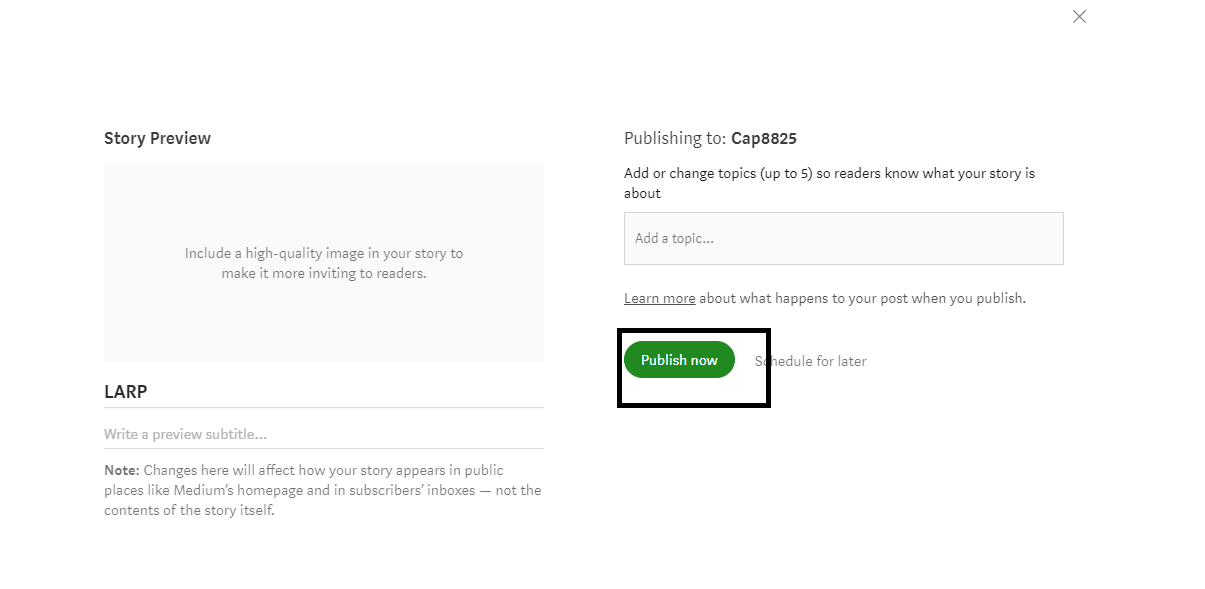 Story Preview
Include a high-quality image in your story to
make it more inviting to readers.
LARP
Write a preview subtitle...
Note: Changes here will affect how your story appears in public
places like Medium’s homepage and in subscribers’ inboxes — not the
contents of the story itself.
Publishing to: Cap8825
Add or change topics (up to 5) so readers know what your story is
about
Add a topic...
Learn more about what happens to your post when you publish.
Publish now
Schedule for later